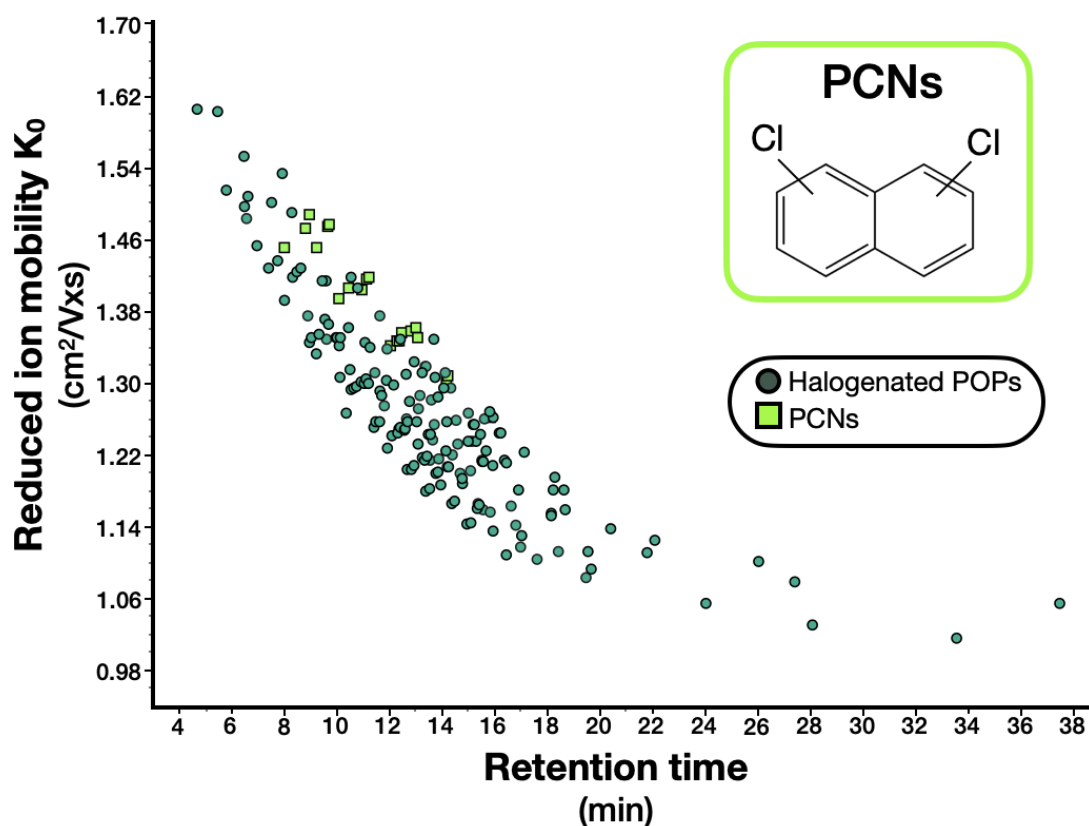 1.70
1.62
1.54
1.46
1.38
1.30
1.22
1.14
1.06
0.98
Reduced ion mobility K₀
(cm²/Vxs)
PCNs
Cl
Cl
Halogenated POPs
PCNs
4 6 8 10 12 14 16 18 20 22 24 26 28 30 32 34 36 38
Retention time
(min)